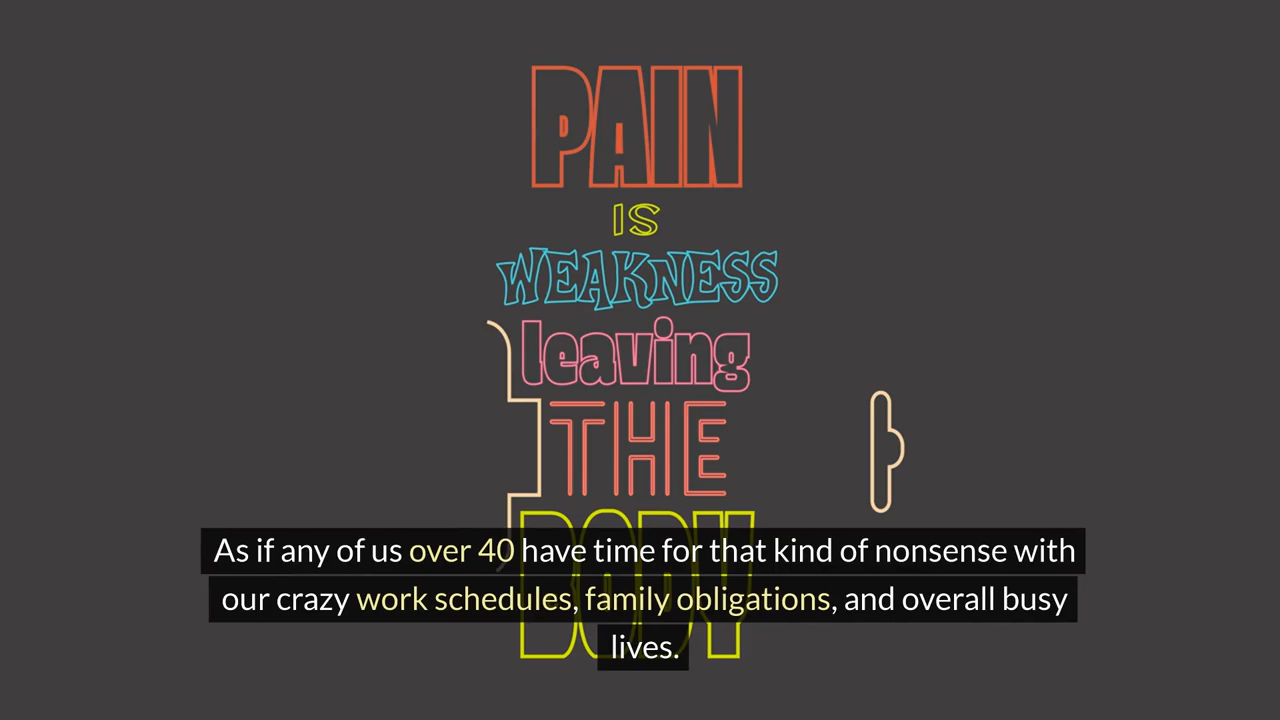 PAIN
IS
WEAKNESS
leaving
THE
BODY
As if any of us over 40 have time for that kind of nonsense with
our crazy work schedules, family obligations, and overall busy
lives.